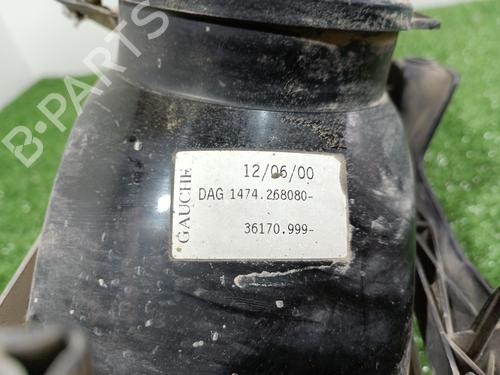 B-PARTS
12/06/00
GAUCHE
DAG 1474.268080-
36170.999-